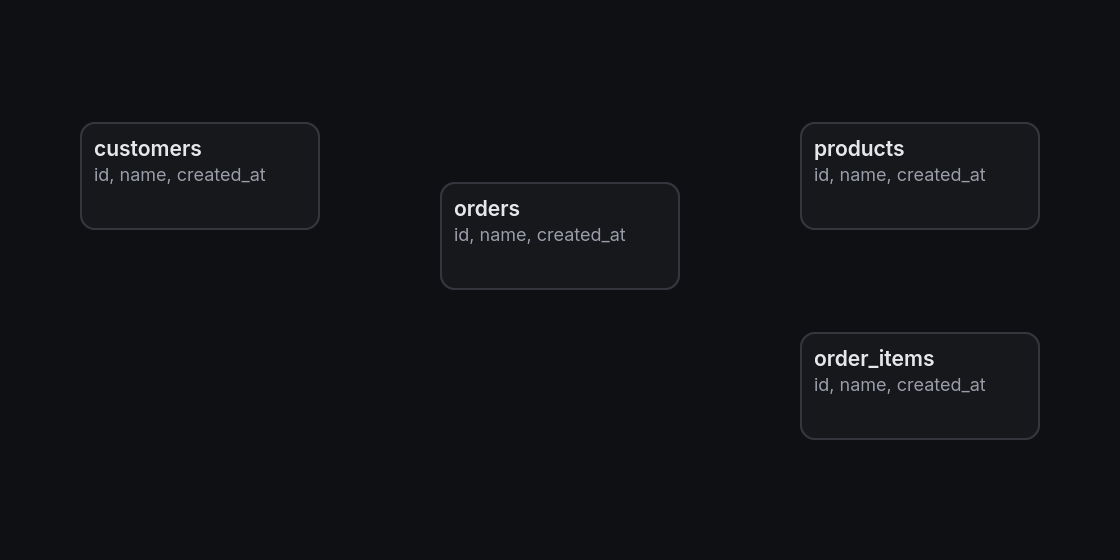 customers
id, name, created_at
orders
id, name, created_at
products
id, name, created_at
order_items
id, name, created_at